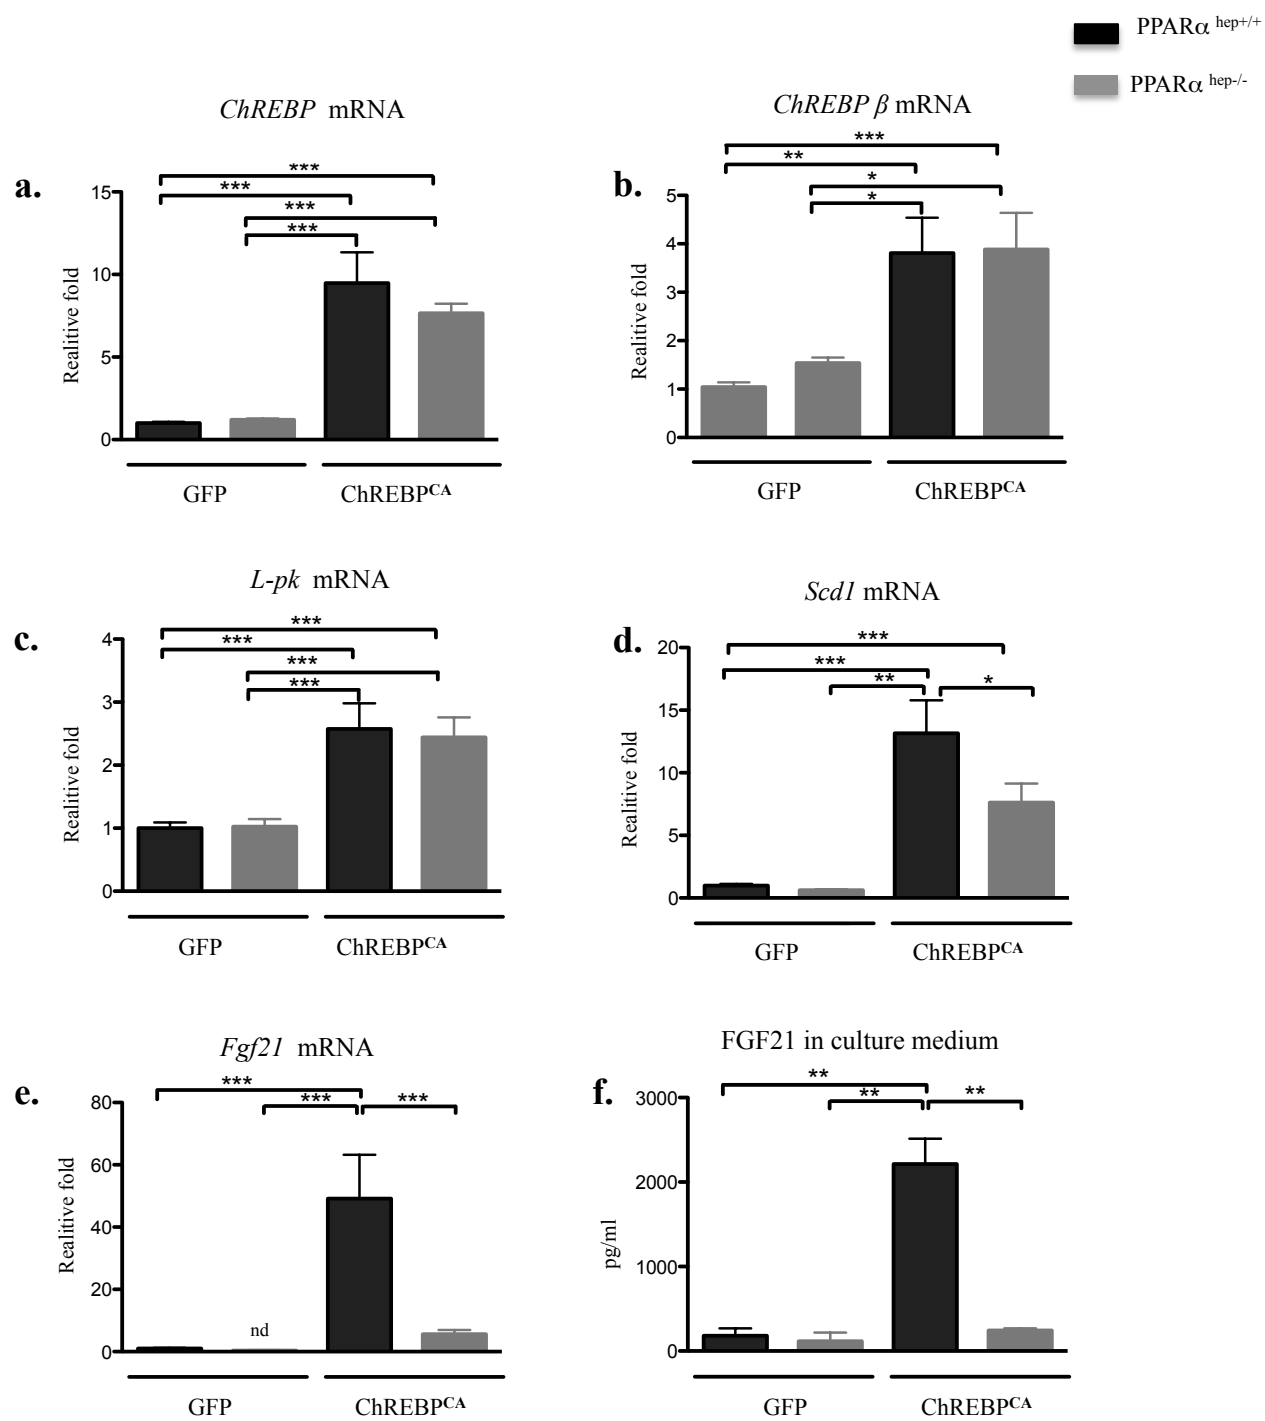 PPARα hep+/+
PPARα hep-/-
ChREBP mRNA
a.
***
***
***
***
15
10
5
0
Realitive fold
GFP
ChREBPCA
ChREBP β mRNA
b.
***
**
*
*
5
4
3
2
1
0
Realitive fold
GFP
ChREBPCA
L-pk mRNA
c.
***
***
***
***
4
3
2
1
0
Realitive fold
GFP
ChREBPCA
Scd1 mRNA
d.
***
***
**
*
20
15
10
5
0
Realitive fold
GFP
ChREBPCA
Fgf21 mRNA
e.
***
***
***
80
60
40
20
0
Realitive fold
nd
GFP
ChREBPCA
FGF21 in culture medium
f.
**
**
**
3000
2000
1000
0
pg/ml
GFP
ChREBPCA